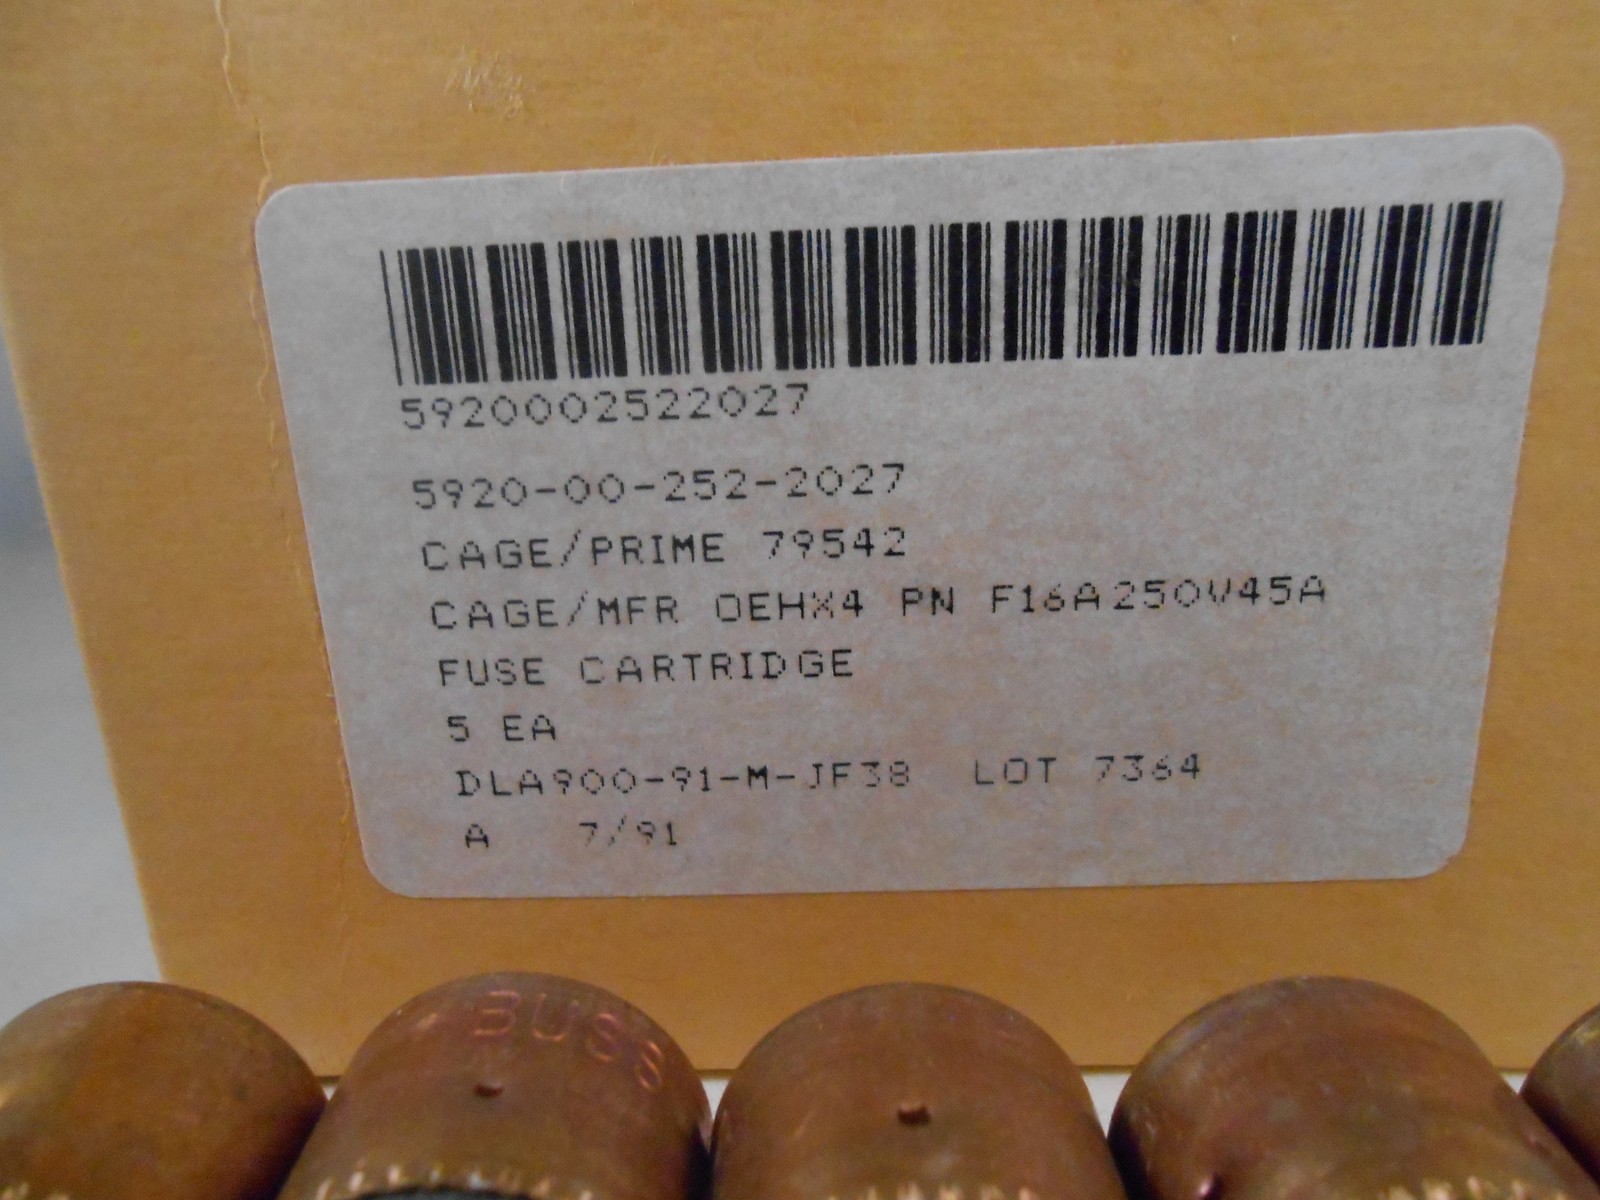 5920002522027
5920-00-252-2027
CAGE/PRIME 79542
CAGE/MFR OEHX4 PN F16A250V45A
FUSE CARTRIDGE
5 EA
DLA900-91-M-JF38 LOT 7364
A 7/91
BUSS